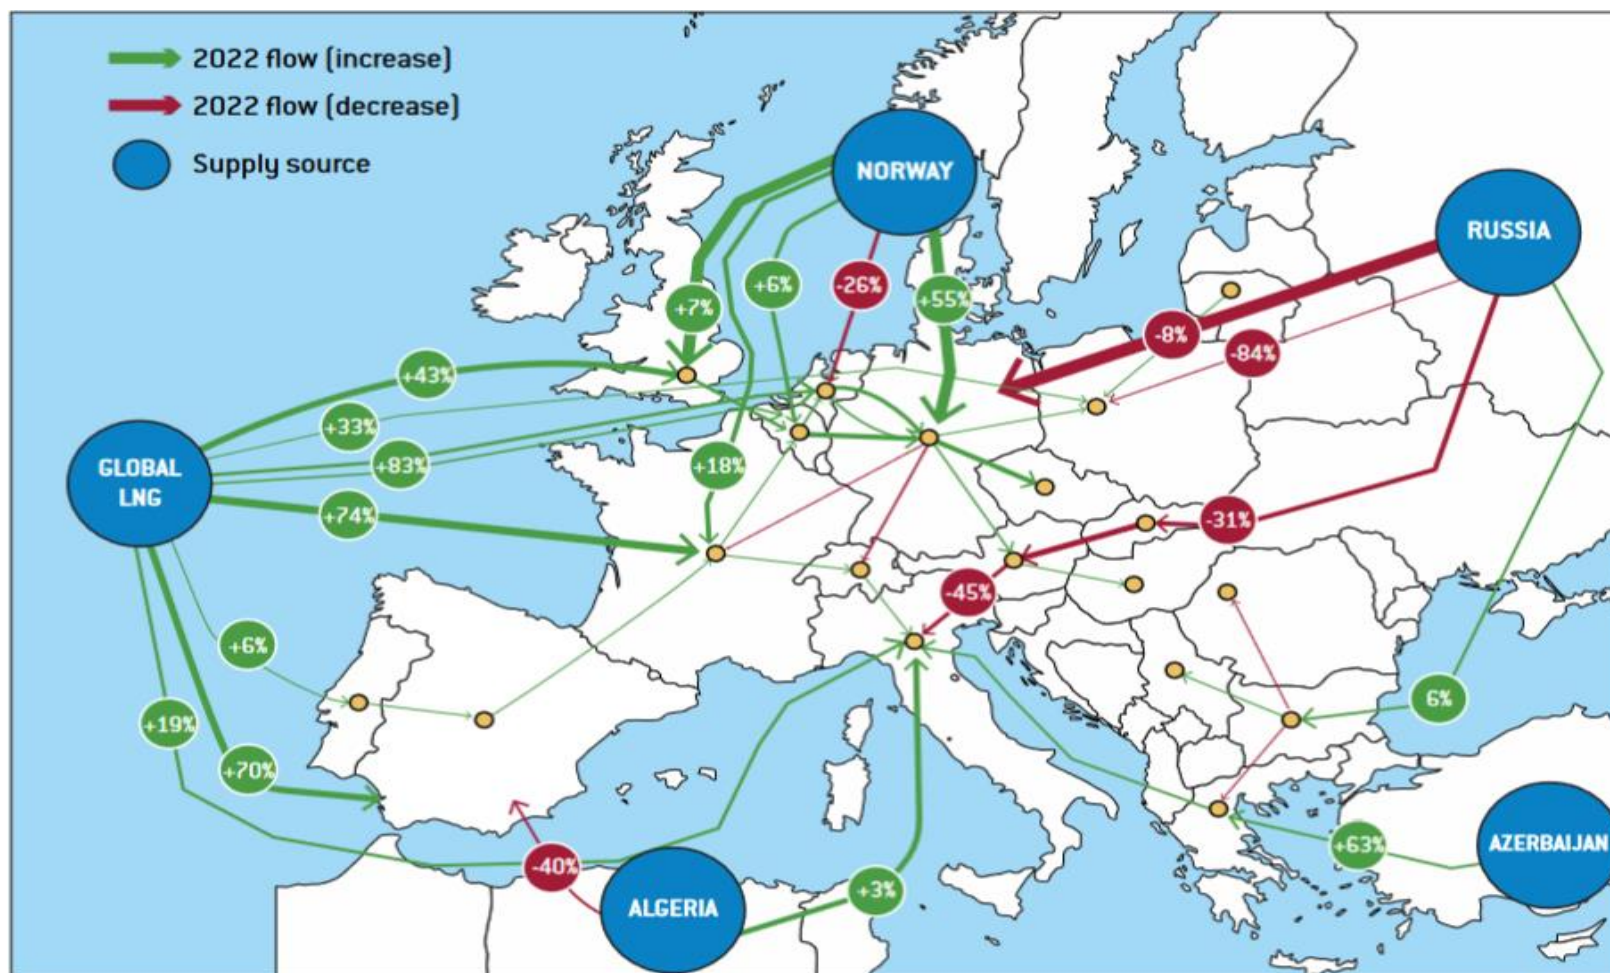 2022 flow (increase)
2022 flow (decrease)
Supply source
NORWAY
RUSSIA
+7%
+6%
-26%
+55%
-8%
-84%
+43%
+33%
+83%
+18%
GLOBAL
LNG
+74%
-31%
-45%
+6%
6%
+19%
+70%
-40%
+3%
+63%
ALGERIA
AZERBAIJAN